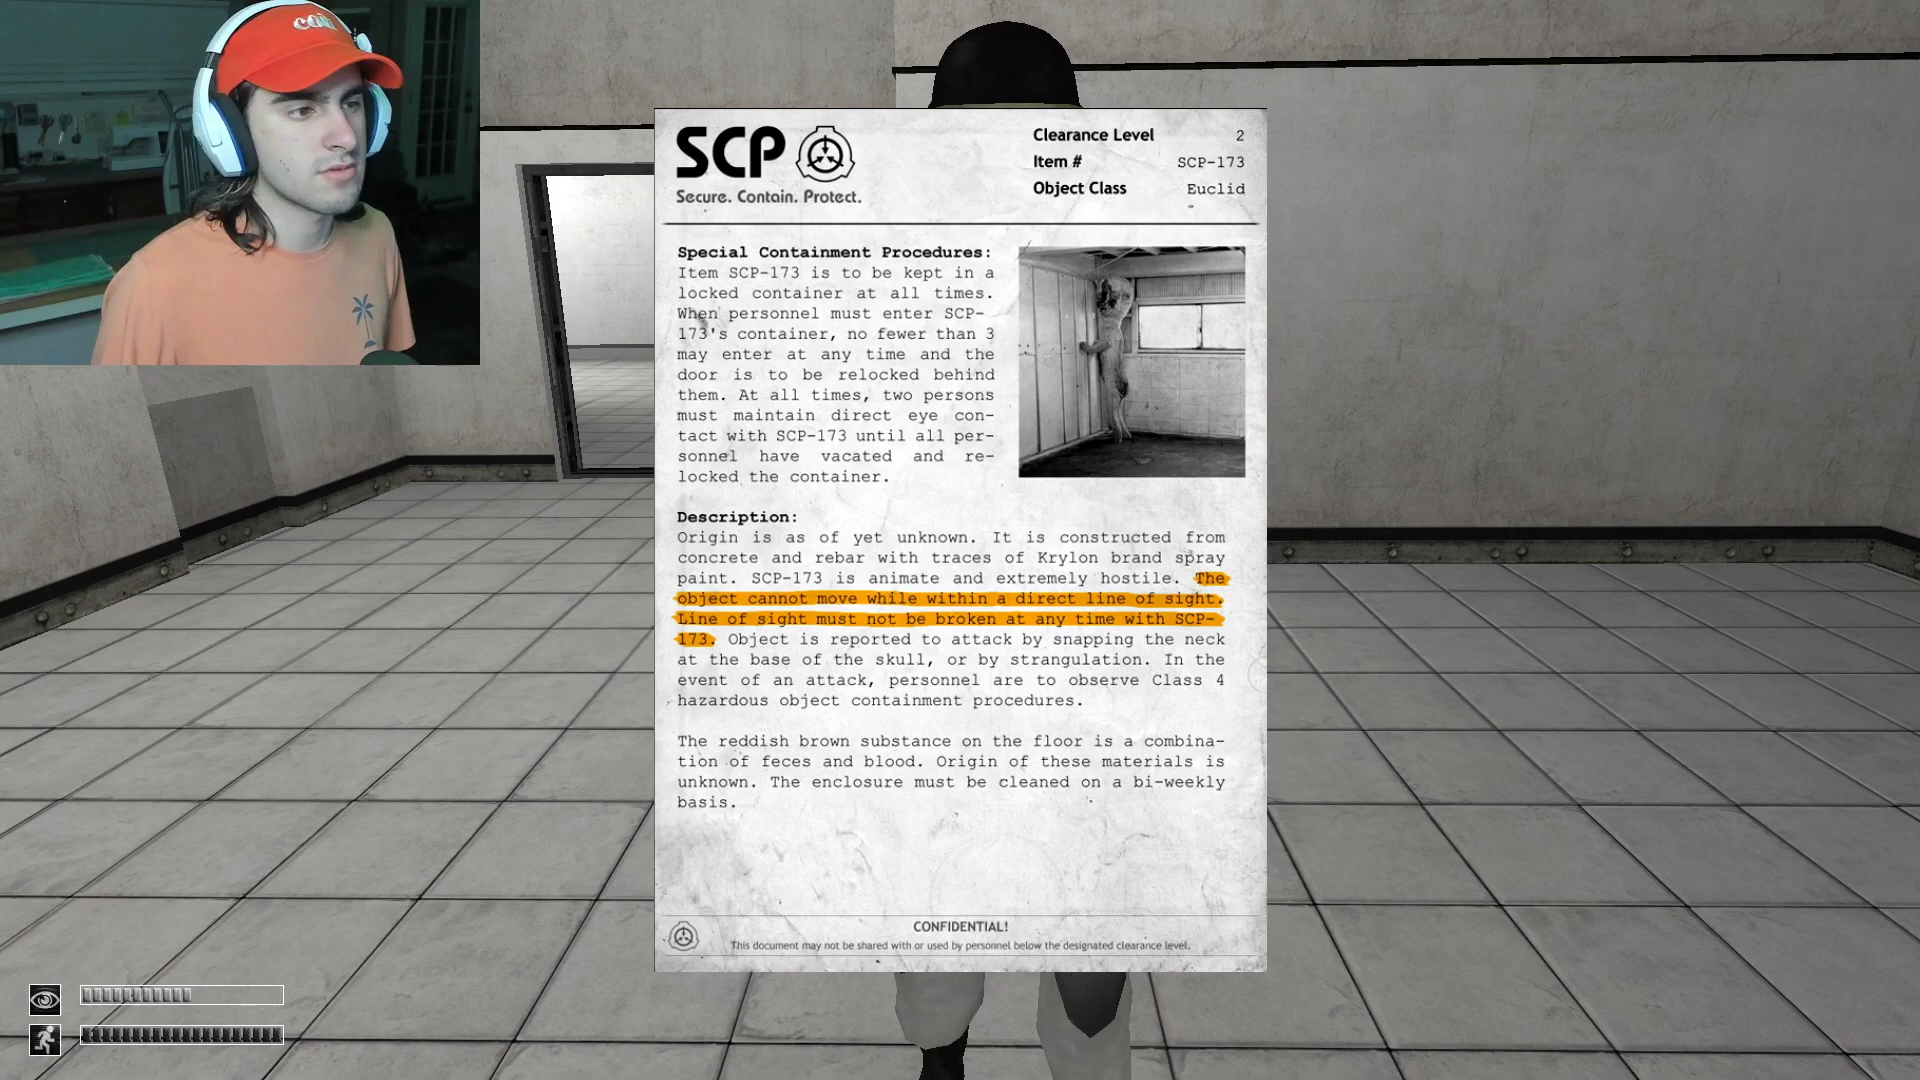 SCP
Secure. Contain. Protect.
Clearance Level 2
Item # SCP-173
Object Class Euclid
Special Containment Procedures:
Item SCP-173 is to be kept in a
locked container at all times.
When personnel must enter SCP-
173's container, no fewer than 3
may enter at any time and the
door is to be relocked behind
them. At all times, two persons
must maintain direct eye con-
tact with SCP-173 until all per-
sonnel have vacated and re-
locked the container.
Description:
Origin is as of yet unknown. It is constructed from
concrete and rebar with traces of Krylon brand spray
paint. SCP-173 is animate and extremely hostile. The
object cannot move while within a direct line of sight.
Line of sight must not be broken at any time with SCP-
173. Object is reported to attack by snapping the neck
at the base of the skull, or by strangulation. In the
event of an attack, personnel are to observe Class 4
hazardous object containment procedures.
The reddish brown substance on the floor is a combina-
tion of feces and blood. Origin of these materials is
unknown. The enclosure must be cleaned on a bi-weekly
basis.
CONFIDENTIAL!
This document may not be shared with or used by personnel below the designated clearance level.